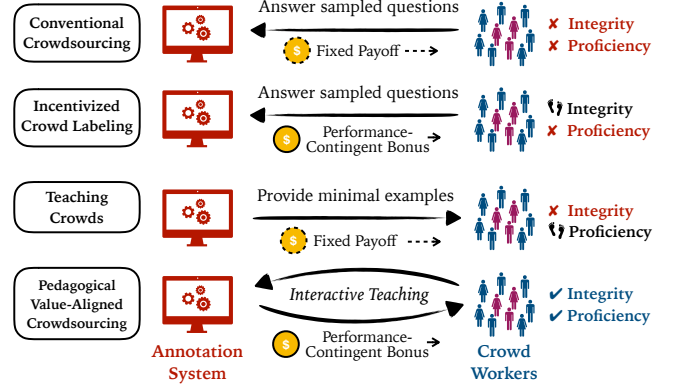 Conventional
Crowdsourcing
Answer sampled questions
$ Fixed Payoff
✘ Integrity
✘ Proficiency
Incentivized
Crowd Labeling
Answer sampled questions
$ Performance-
Contingent Bonus
Integrity
✘ Proficiency
Teaching
Crowds
Provide minimal examples
$ Fixed Payoff
✘ Integrity
Proficiency
Pedagogical
Value-Aligned
Crowdsourcing
Interactive Teaching
$ Performance-
Contingent Bonus
✔ Integrity
✔ Proficiency
Annotation
System
Crowd
Workers